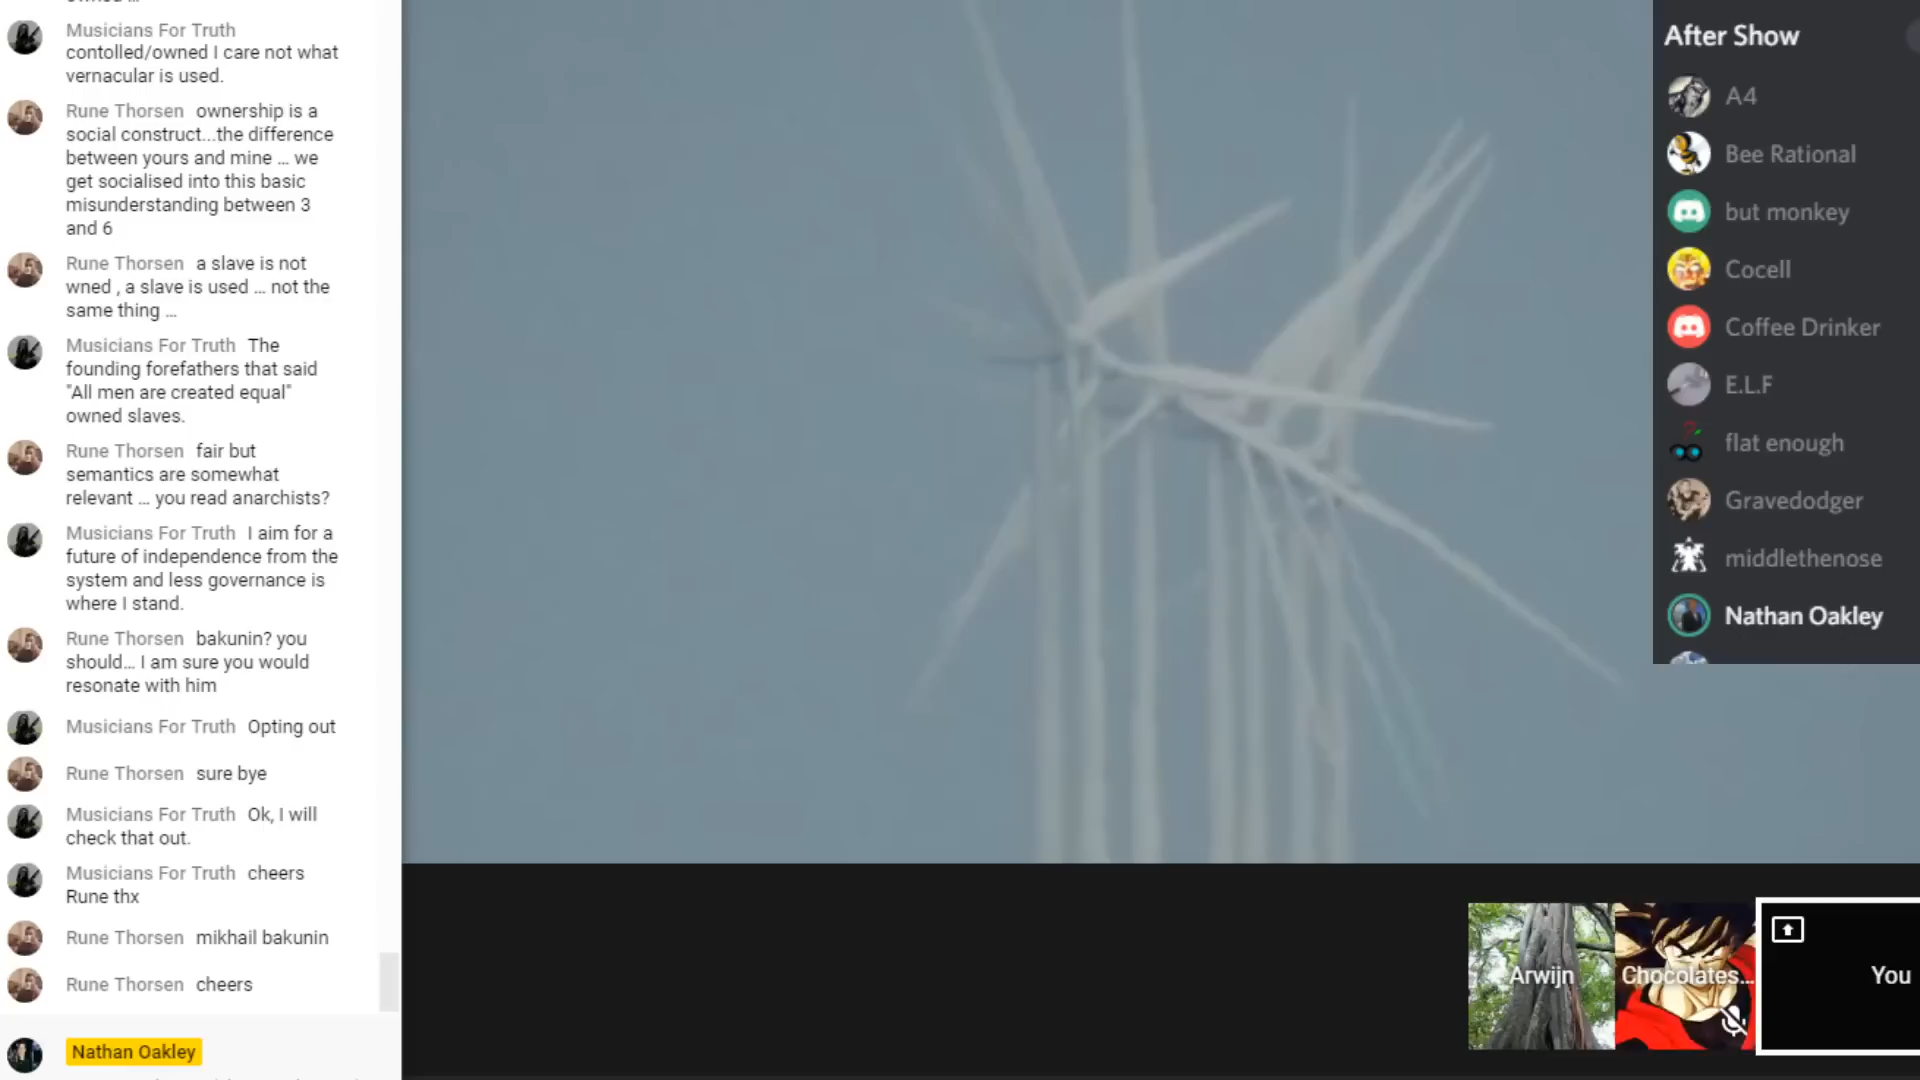 Musicians For Truth
contolled/owned I care not what
vernacular is used.
Rune Thorsen ownership is a
social construct...the difference
between yours and mine ... we
get socialised into this basic
misunderstanding between 3
and 6
Rune Thorsen a slave is not
wned , a slave is used ... not the
same thing ...
Musicians For Truth The
founding forefathers that said
"All men are created equal"
owned slaves.
Rune Thorsen fair but
semantics are somewhat
relevant ... you read anarchists?
Musicians For Truth I aim for a
future of independence from the
system and less governance is
where I stand.
Rune Thorsen bakunin? you
should... I am sure you would
resonate with him
Musicians For Truth Opting out
Rune Thorsen sure bye
Musicians For Truth Ok, I will
check that out.
Musicians For Truth cheers
Rune thx
Rune Thorsen mikhail bakunin
Rune Thorsen cheers
Nathan Oakley
After Show
A4
Bee Rational
but monkey
Cocell
Coffee Drinker
E.L.F
flat enough
Gravedodger
middlethenose
Nathan Oakley
Arwijn
Chocolates...
You